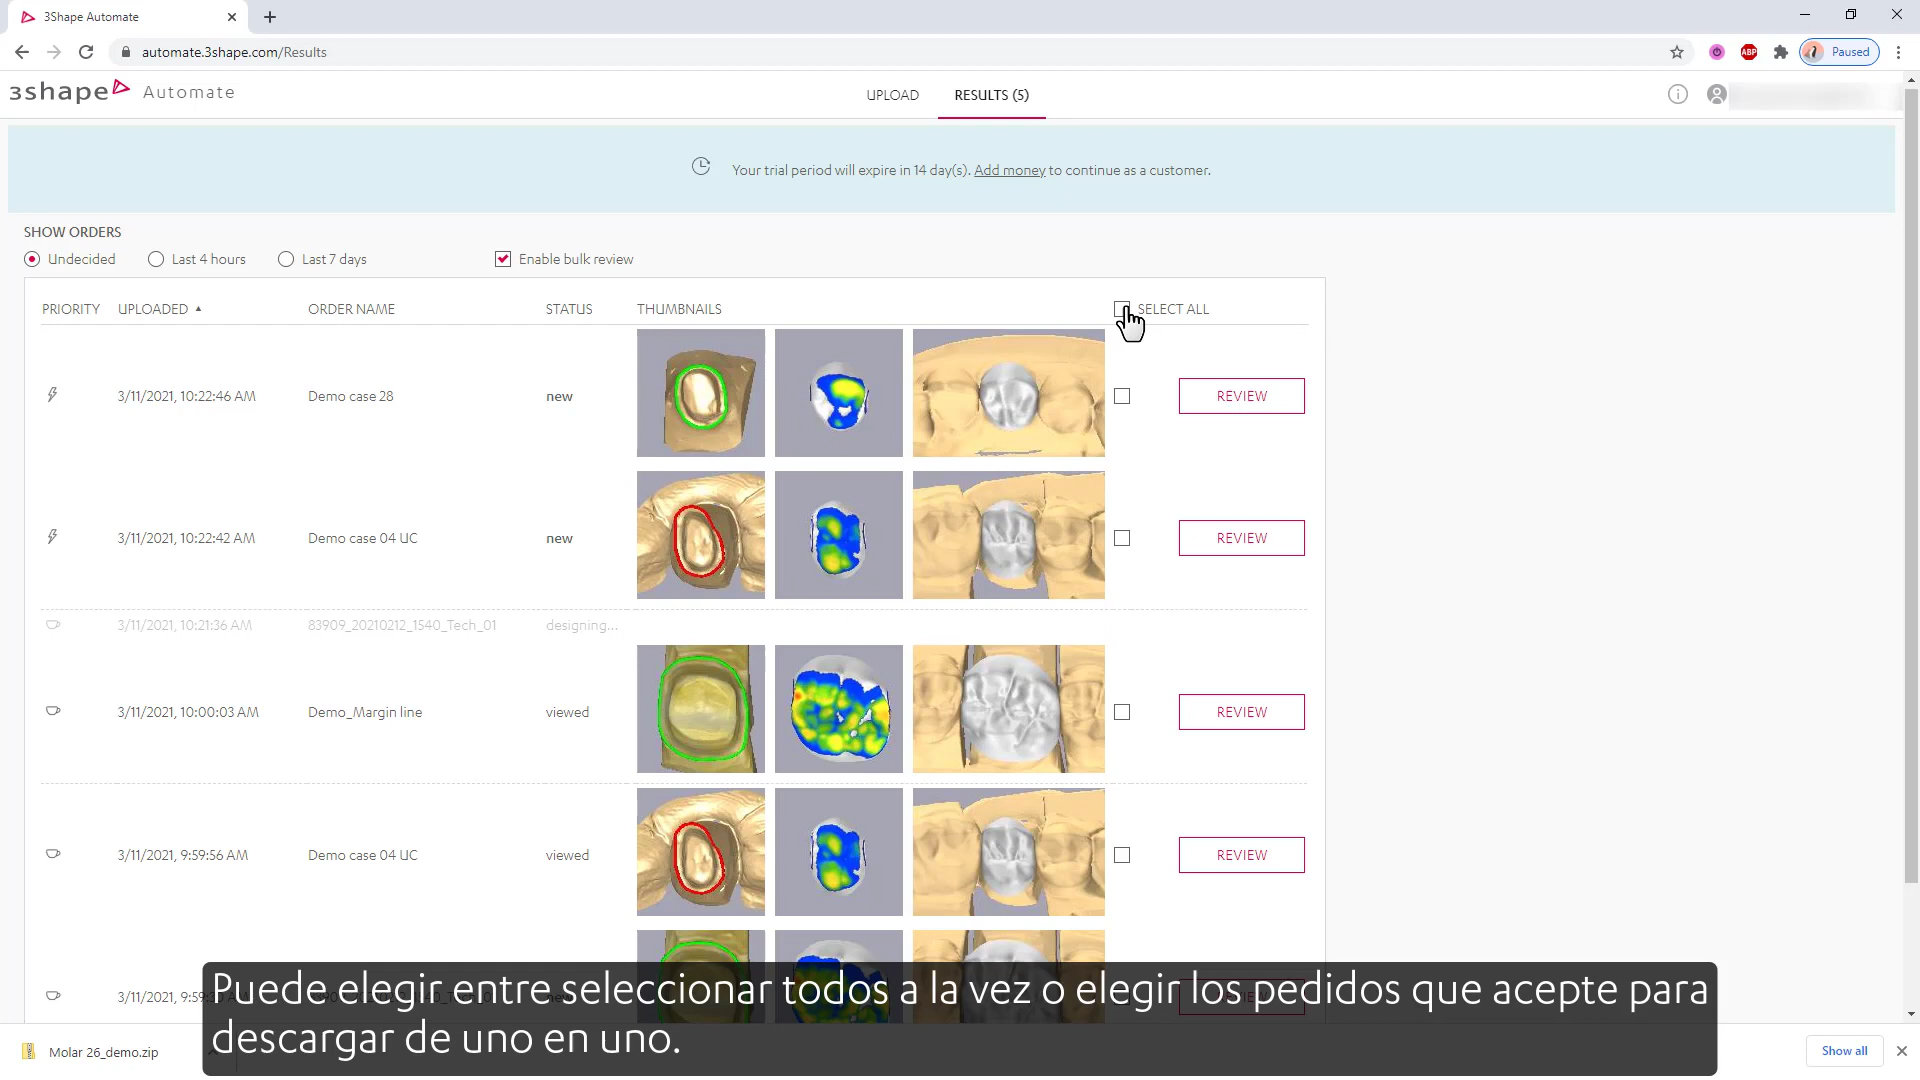 3Shape Automate
automate.3shape.com/Results
ABP
Paused
3shape Automate
UPLOAD
RESULTS (5)
Your trial period will expire in 14 day(s). Add money to continue as a customer.
SHOW ORDERS
Undecided
Last 4 hours
Last 7 days
Enable bulk review
PRIORITY UPLOADED ORDER NAME STATUS THUMBNAILS SELECT ALL
3/11/2021, 10:22:46 AM Demo case 28 new REVIEW
3/11/2021, 10:22:42 AM Demo case 04 UC new REVIEW
3/11/2021, 10:21:36 AM 83909_20210212_1540_Tech_01 designing...
3/11/2021, 10:00:03 AM Demo_Margin line viewed REVIEW
3/11/2021, 9:59:56 AM Demo case 04 UC viewed REVIEW
3/11/2021,
Puede elegir entre seleccionar todos a la vez o elegir los pedidos que acepte para
descargar de uno en uno.
Molar 26_demo.zip
Show all